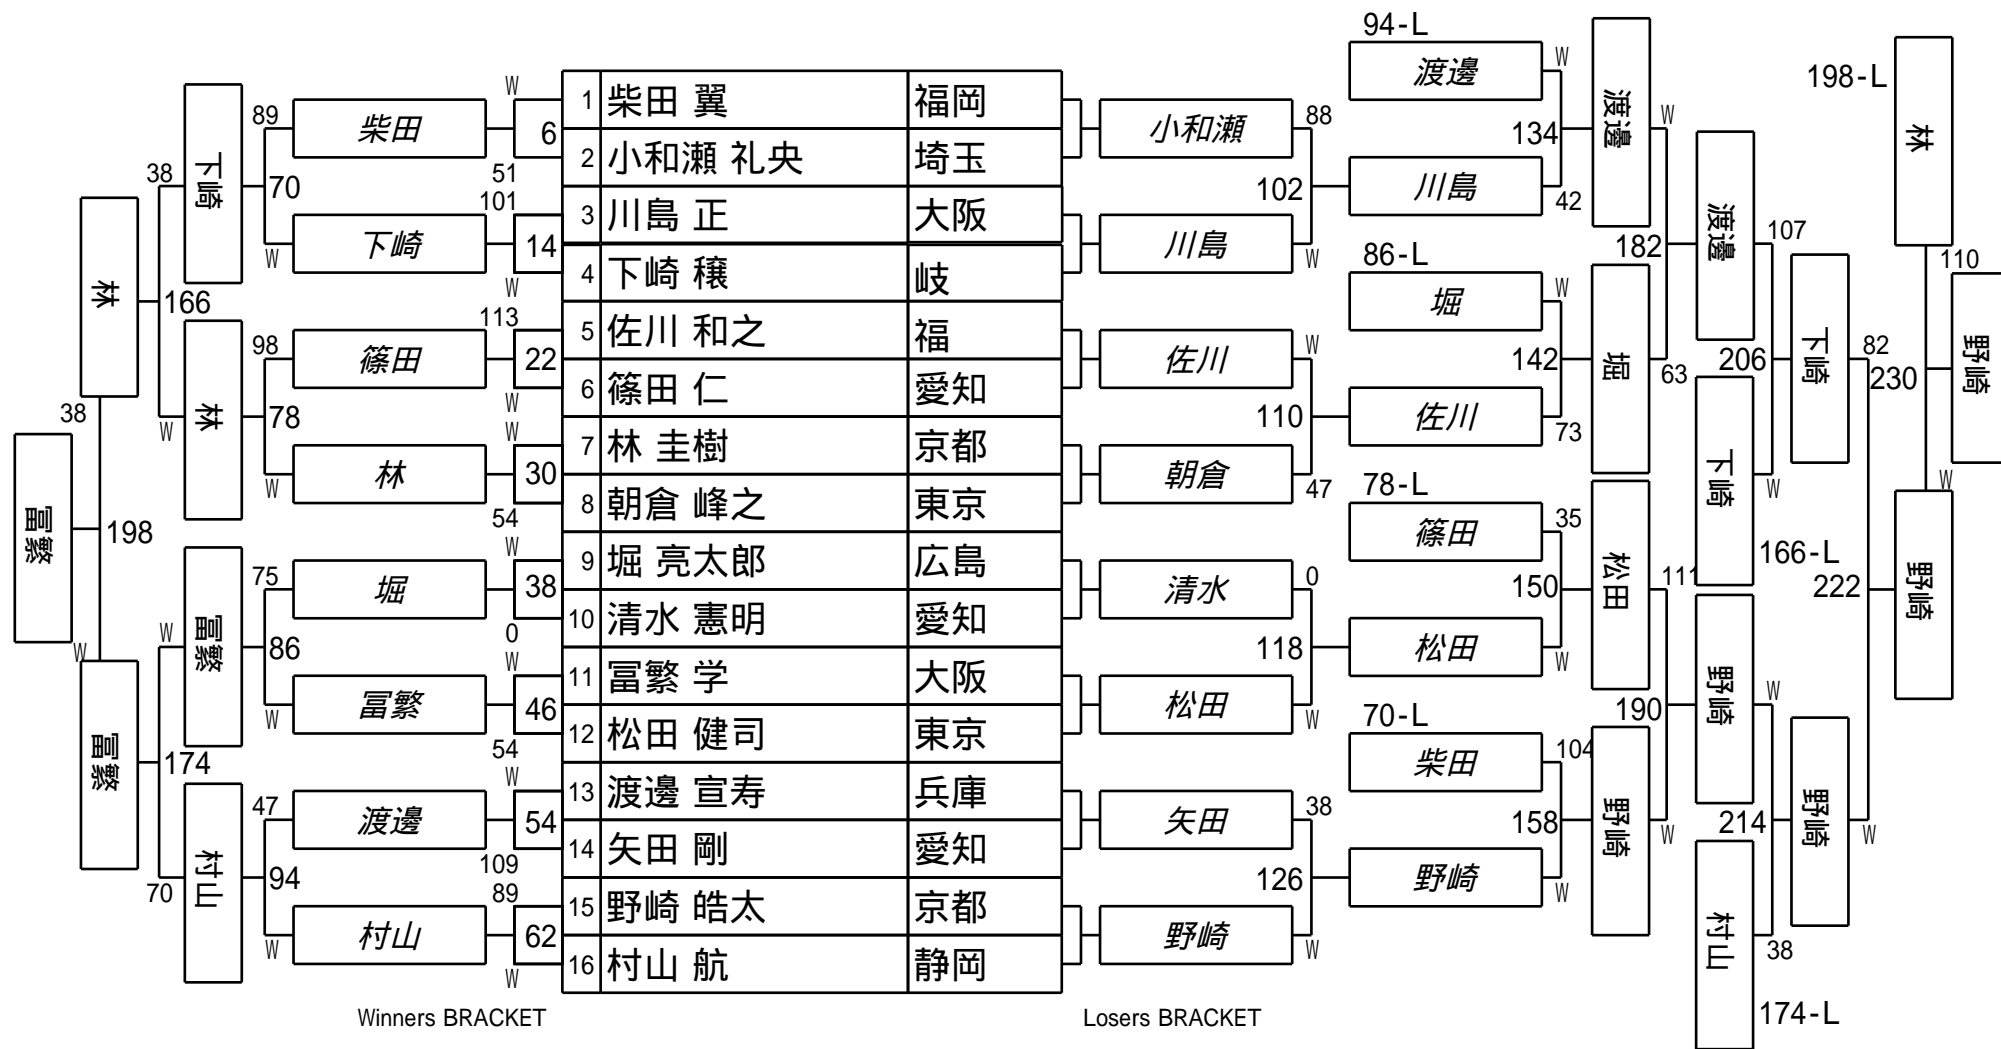 94-L
渡邊
W
198-L
林
W
1 柴田 翼 福岡
6
2 小和瀬 礼央 埼玉
51
101
3 川島 正 大阪
14
4 下崎 穣 岐
W
113
5 佐川 和之 福
22
6 篠田 仁 愛知
W
W
7 林 圭樹 京都
30
8 朝倉 峰之 東京
54
W
9 堀 亮太郎 広島
38
10 清水 憲明 愛知
0
W
11 冨繁 学 大阪
46
12 松田 健司 東京
54
W
13 渡邊 宣寿 兵庫
54
14 矢田 剛 愛知
109
89
15 野崎 皓太 京都
62
16 村山 航 静岡
W
89 柴田
下崎
38
70
下崎
W
林
166
98 篠田
林
W
78
林
W
38
冨繁
198
W
75 堀
冨繁
W
86
冨繁
W
冨繁
174
47 渡邊
村山
70
94
村山
W
小和瀬 88
102
川島 W
佐川 W
110
朝倉 47
清水 0
118
松田 W
矢田 38
126
野崎 W
134
渡邊 W
川島 42
182
86-L
堀 W
142
堀 63
佐川 73
78-L
篠田 35
150
松田 111
松田 W
190
70-L
柴田 104
158
野崎 W
野崎 W
渡邊 107
206
下崎 W
166-L
野崎 W
214
村山 38
174-L
下崎 82
222
野崎 W
230
110
野崎
野崎 W
Winners BRACKET
Losers BRACKET